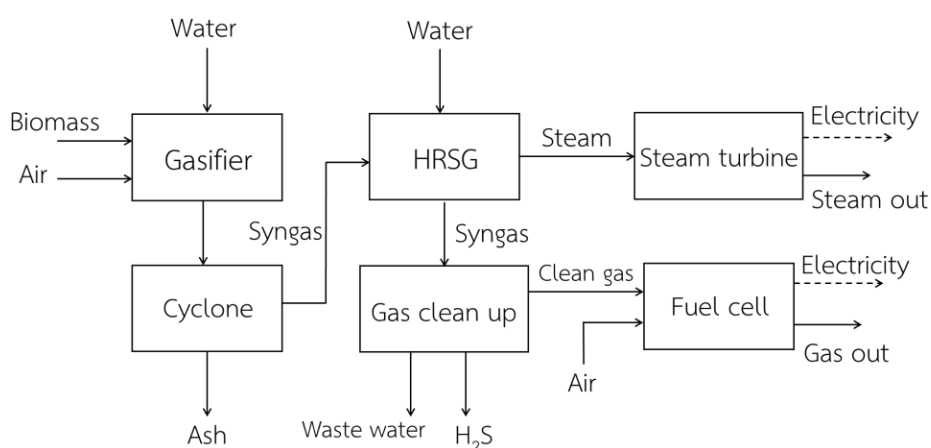 Water
Water
Biomass
Air
Gasifier
HRSG
Steam
Steam turbine
Electricity
Steam out
Syngas
Syngas
Cyclone
Gas clean up
Clean gas
Air
Fuel cell
Electricity
Gas out
Ash
Waste water
H₂S